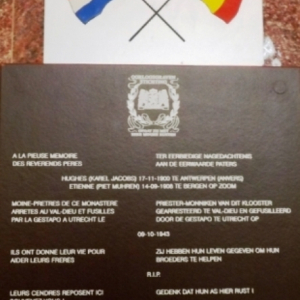 A LA PIEUSE MEMOIRE
DES REVERENDS PERES
TER EERBIEDIGE NAGEDACHTENIS
AAN DE EERWAARDE PATERS
HUGHES (KAREL JACOBS) 17-11-1905 TE ANTWERPEN (ANVERS)
ETIENNE (PIET MUHREN) 14-09-1909 TE BERGEN OP ZOOM
MOINE-PRETRES DE CE MONASTERE
ARRETES AU VAL-DIEU ET FUSILLÉS
PAR LA GESTAPO A UTRECHT LE
PRIESTER-MONNIKEN VAN DIT KLOOSTER
GEARRESTEERD TE VAL-DIEU EN GEFUSILLEERD
DOOR DE GESTAPO TE UTRECHT OP
09-10-1943
ILS ONT DONNE LEUR VIE POUR
AIDER LEURS FRERES
ZIJ HEBBEN HUN LEVEN GEGEVEN OM HUN
BROEDERS TE HELPEN
R.I.P.
LEURS CENDRES REPOSENT ICI
GEDENK DAT HUN AS HIER RUST !